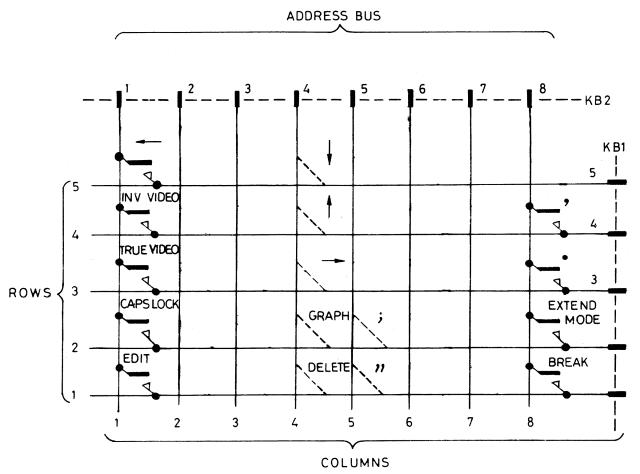 ADDRESS BUS
1 2 3 4 5 6 7 8 KB2
KB1
← ↓
5 5
INV VIDEO ↑ ,
4 4
TRUE VIDEO → .
ROWS 3 3
CAPS LOCK GRAPH ; EXTEND
MODE
2 2
EDIT DELETE " BREAK
1 1
1 2 3 4 5 6 7 8
COLUMNS